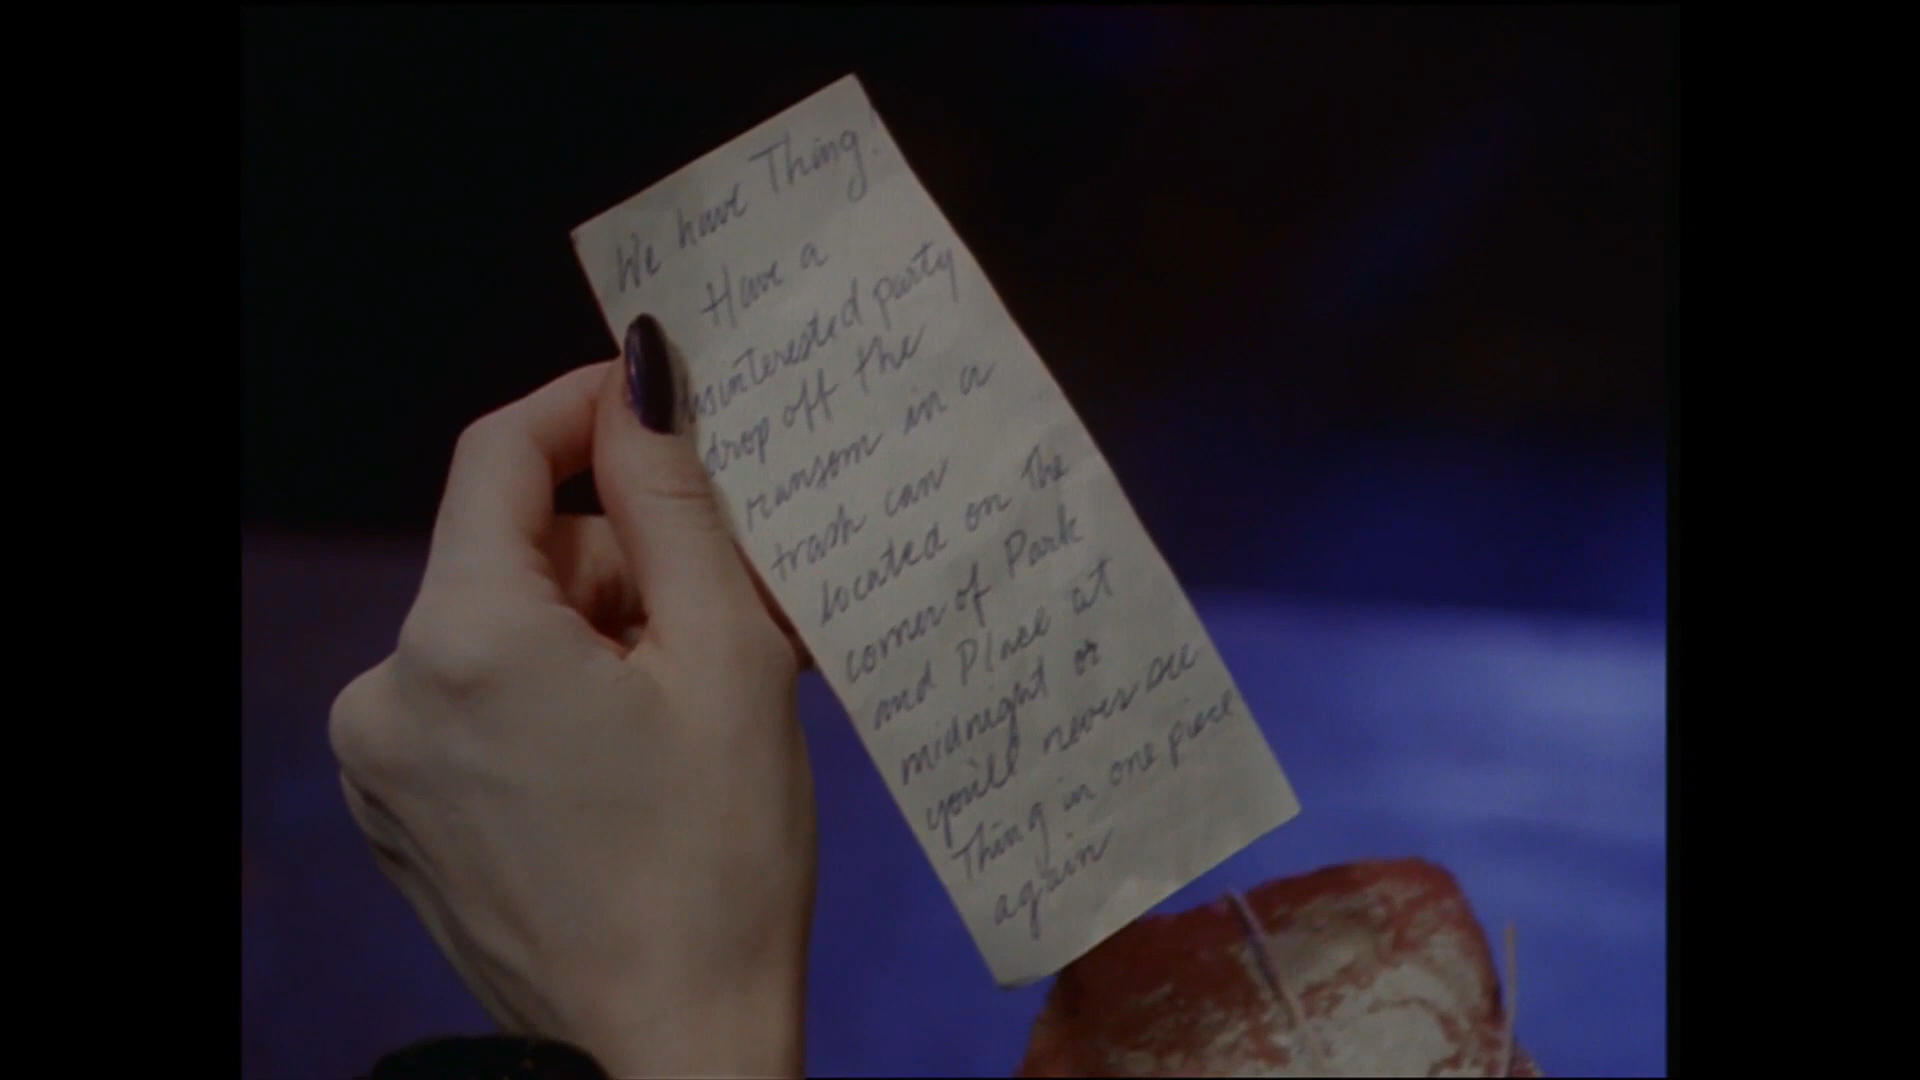 We have Thing!
Have a
disinterested party
drop off the
ransom in a
trash can
located on the
corner of Park
and Place at
midnight or
you'll never see
Thing in one piece
again